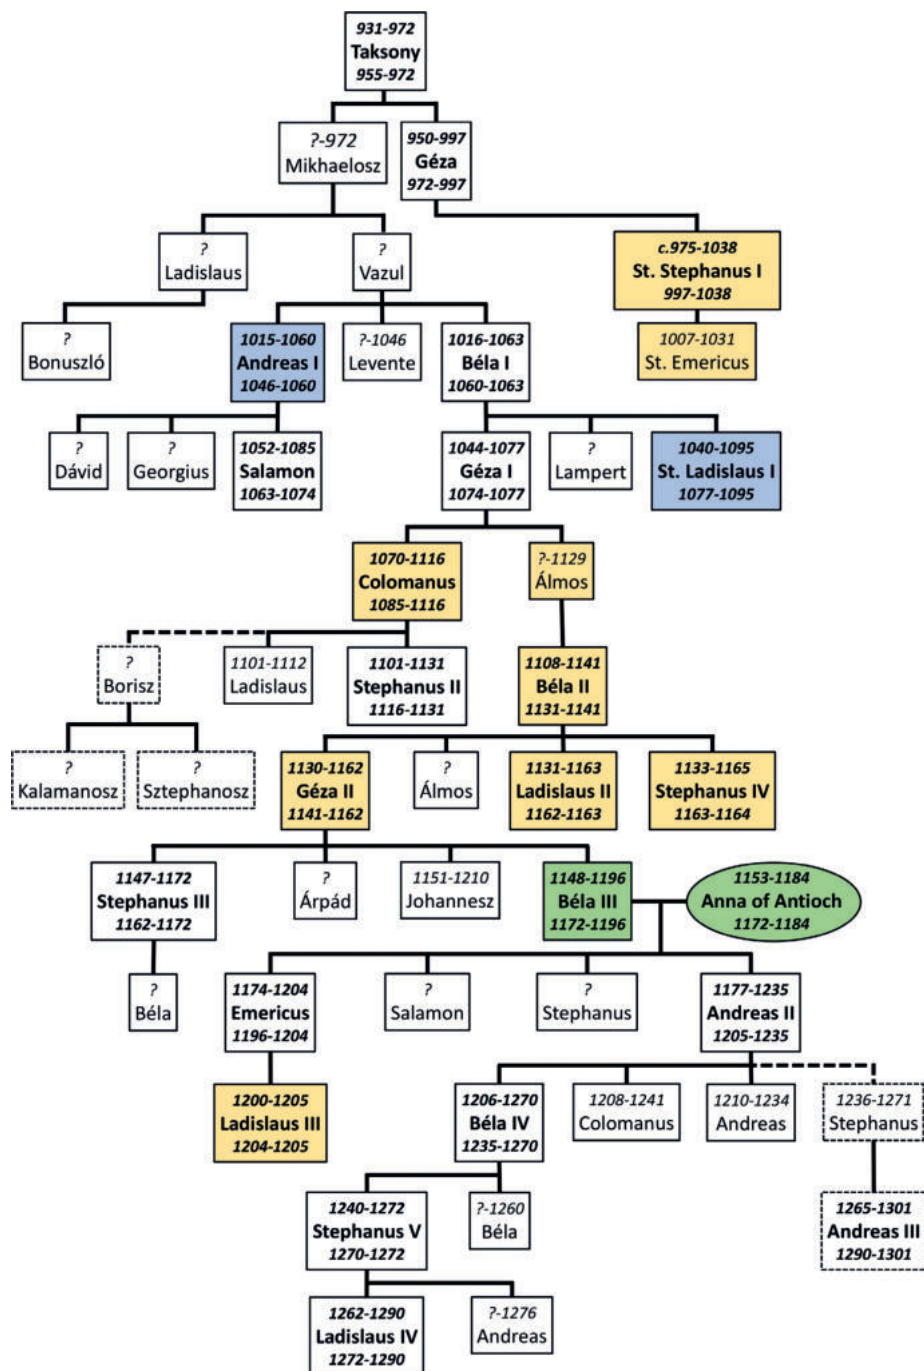 931-972
Taksony
955-972
?-972
Mikhaelosz
950-997
Géza
972-997
?
Ladislaus
?
Vazul
c.975-1038
St. Stephanus I
997-1038
?
Bonuszló
1015-1060
Andreas I
1046-1060
?-1046
Levente
1016-1063
Béla I
1060-1063
1007-1031
St. Emericus
?
Dávid
?
Georgius
1052-1085
Salamon
1063-1074
1044-1077
Géza I
1074-1077
?
Lampert
1040-1095
St. Ladislaus I
1077-1095
1070-1116
Colomanus
1085-1116
?-1129
Álmos
?
Borisz
1101-1112
Ladislaus
1101-1131
Stephanus II
1116-1131
1108-1141
Béla II
1131-1141
?
Kalamanosz
?
Sztephanosz
1130-1162
Géza II
1141-1162
?
Álmos
1131-1163
Ladislaus II
1162-1163
1133-1165
Stephanus IV
1163-1164
1147-1172
Stephanus III
1162-1172
?
Árpád
1151-1210
Johannesz
1148-1196
Béla III
1172-1196
1153-1184
Anna of Antioch
1172-1184
?
Béla
1174-1204
Emericus
1196-1204
?
Salamon
?
Stephanus
1177-1235
Andreas II
1205-1235
1200-1205
Ladislaus III
1204-1205
1206-1270
Béla IV
1235-1270
1208-1241
Colomanus
1210-1234
Andreas
1236-1271
Stephanus
1240-1272
Stephanus V
1270-1272
?-1260
Béla
1265-1301
Andreas III
1290-1301
1262-1290
Ladislaus IV
1272-1290
?-1276
Andreas